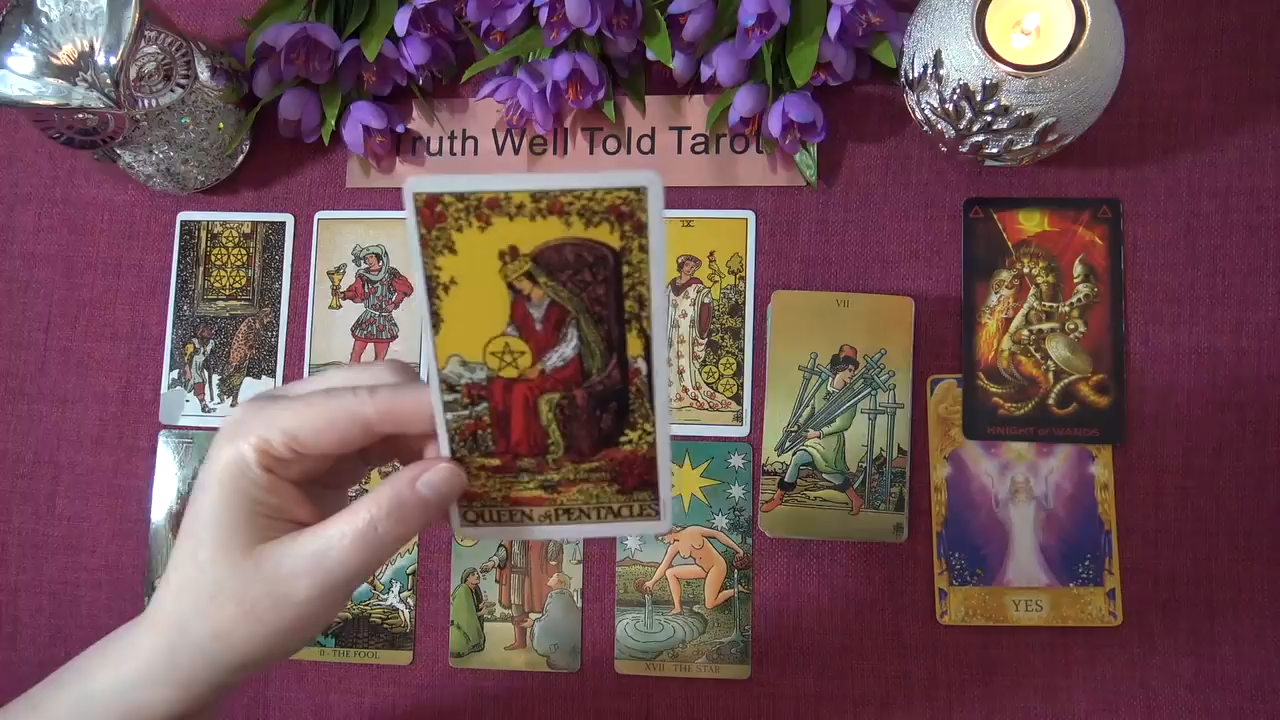 Truth Well Told Tarot
IX
VII
QUEEN of PENTACLES
KNIGHT OF WANDS
YES
0 · THE FOOL
XVII THE STAR